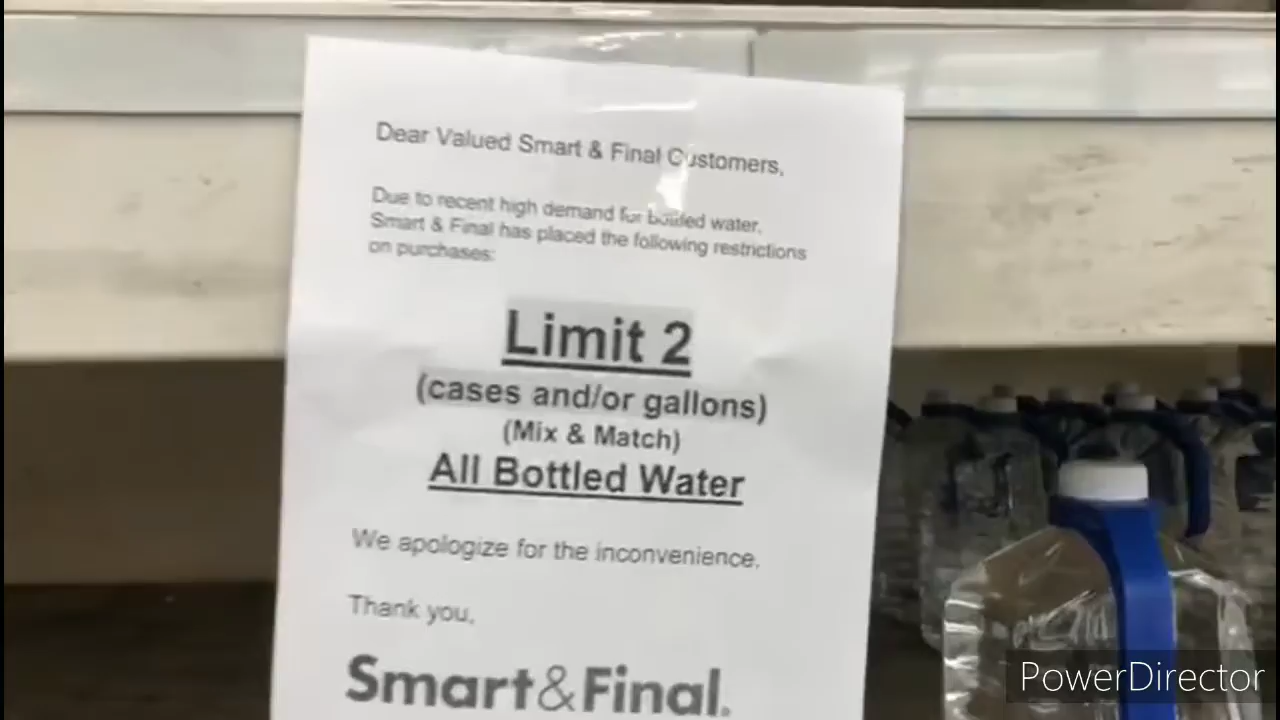 Dear Valued Smart & Final Customers,
Due to recent high demand for bottled water,
Smart & Final has placed the following restrictions
on purchases:
Limit 2
(cases and/or gallons)
(Mix & Match)
All Bottled Water
We apologize for the inconvenience.
Thank you,
Smart&Final.
PowerDirector